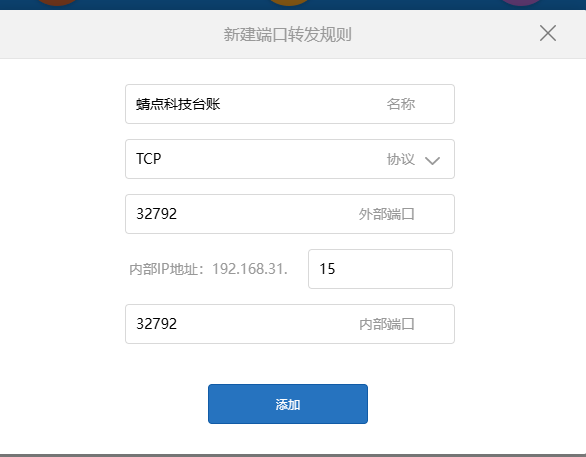 新建端口转发规则
蜻点科技台账 名称
TCP 协议
32792 外部端口
内部IP地址：192.168.31. 15
32792 内部端口
添加